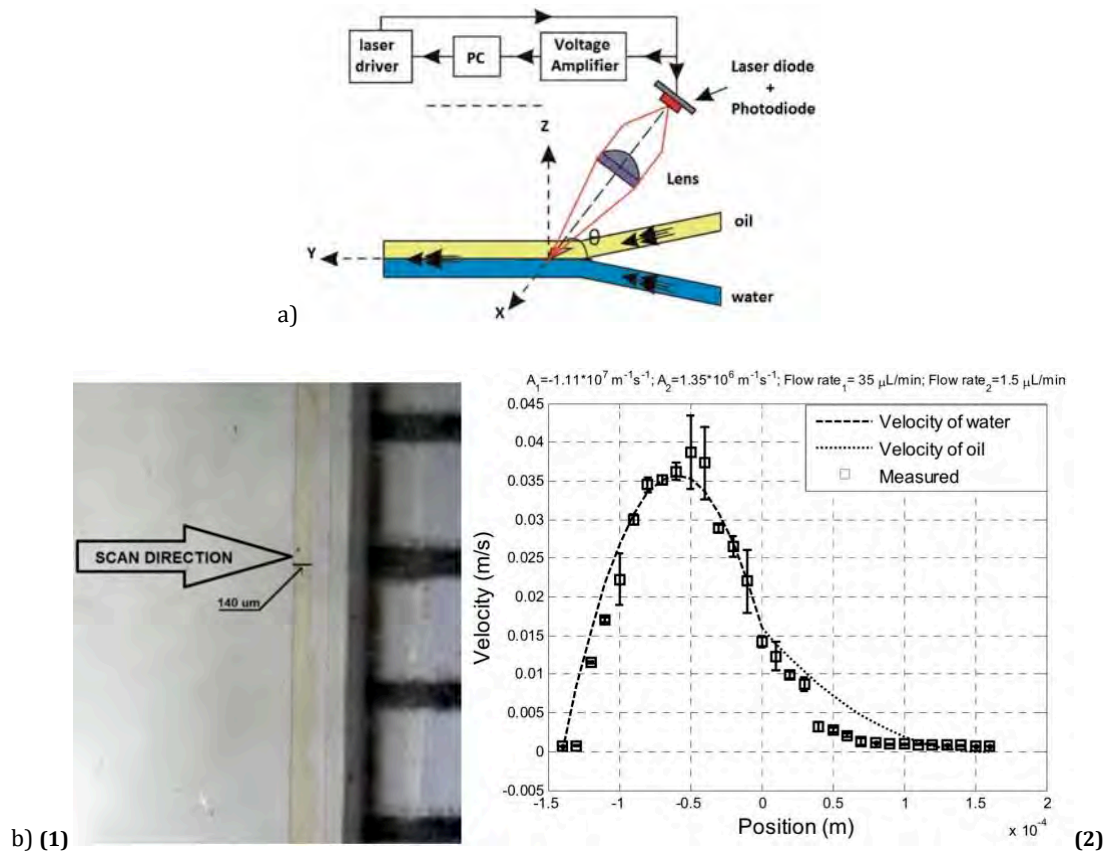 laser driver
PC
Voltage Amplifier
Laser diode + Photodiode
Z
Lens
oil
θ
Y
water
X
a)
SCAN DIRECTION
140 um
b) (1)
A₁=-1.11*10⁷ m⁻¹s⁻¹; A₂=1.35*10⁶ m⁻¹s⁻¹; Flow rate₁= 35 μL/min; Flow rate₂=1.5 μL/min
Velocity of water
Velocity of oil
Measured
Velocity (m/s)
0.045
0.04
0.035
0.03
0.025
0.02
0.015
0.01
0.005
0
-0.005
-1.5 -1 -0.5 0 0.5 1 1.5 2
Position (m)
x 10⁻⁴
(2)